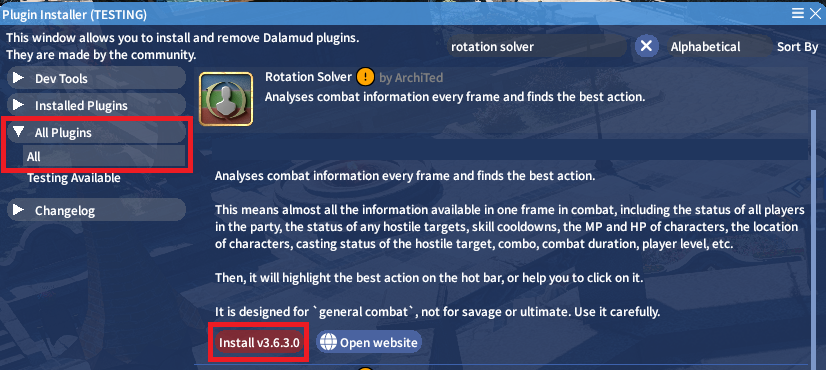 Plugin Installer (TESTING)
This window allows you to install and remove Dalamud plugins.
They are made by the community.
rotation solver
Alphabetical
Sort By
Dev Tools
Installed Plugins
All Plugins
All
Testing Available
Changelog
Rotation Solver ! by ArchiTed
Analyses combat information every frame and finds the best action.
Analyses combat information every frame and finds the best action.
This means almost all the information available in one frame in combat, including the status of all players
in the party, the status of any hostile targets, skill cooldowns, the MP and HP of characters, the location
of characters, casting status of the hostile target, combo, combat duration, player level, etc.
Then, it will highlight the best action on the hot bar, or help you to click on it.
It is designed for `general combat`, not for savage or ultimate. Use it carefully.
Install v3.6.3.0
Open website